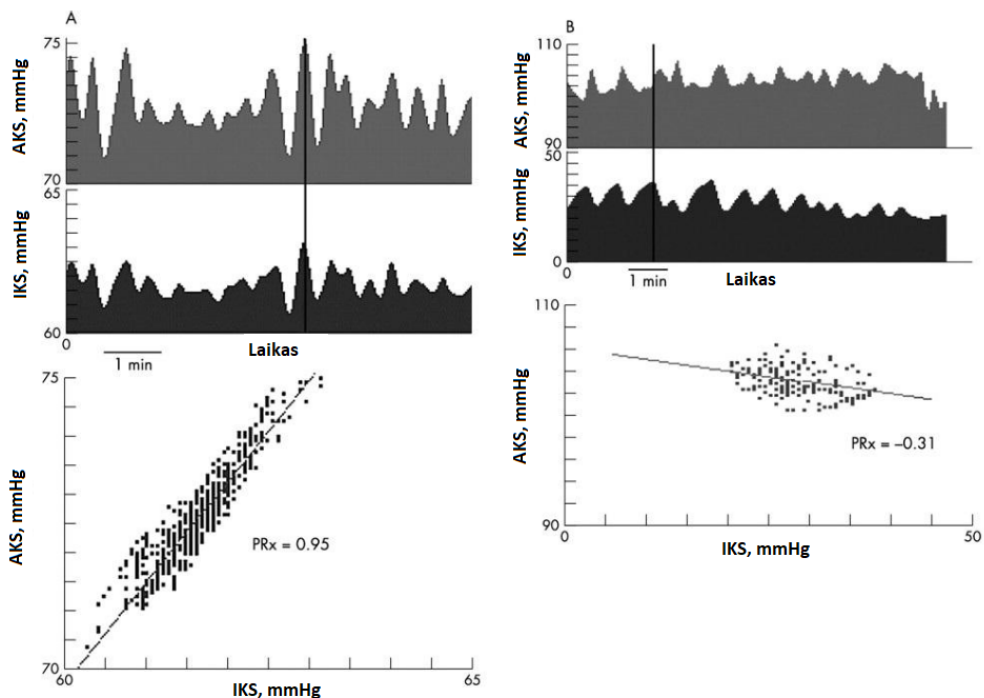 A
75
AKS, mmHg
70
65
IKS, mmHg
60
0
Laikas
1 min
75
AKS, mmHg
PRx = 0.95
70
60
65
IKS, mmHg
B
110
AKS, mmHg
90
50
IKS, mmHg
0
0
1 min
Laikas
110
AKS, mmHg
PRx = –0.31
90
0
50
IKS, mmHg